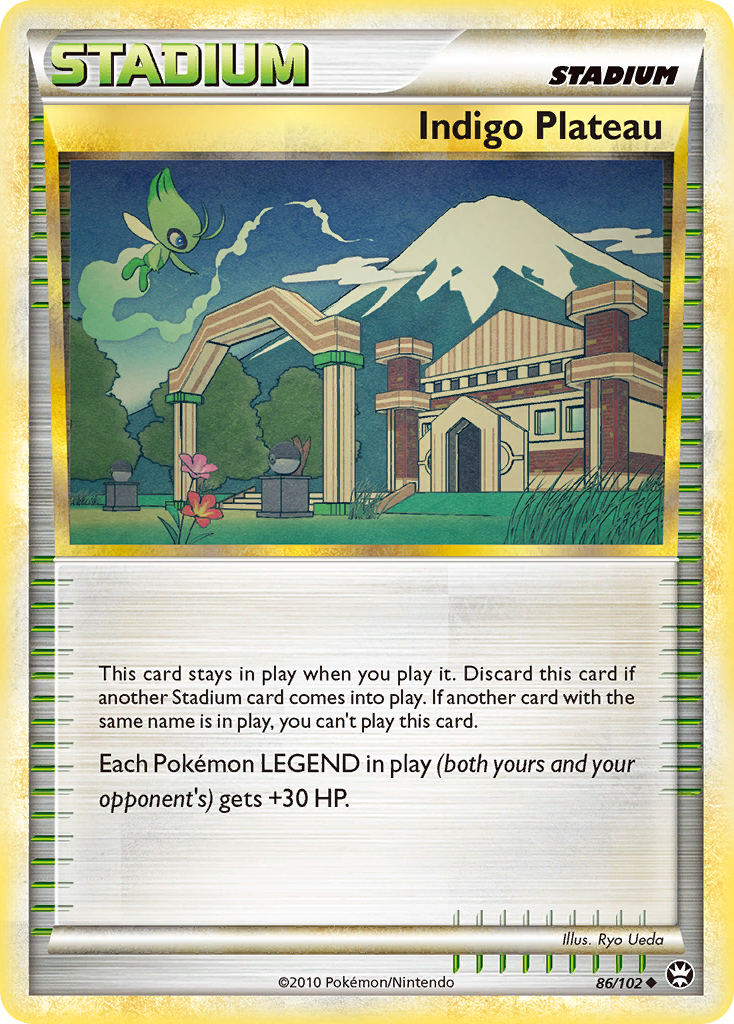 STADIUM
STADIUM
Indigo Plateau
This card stays in play when you play it. Discard this card if
another Stadium card comes into play. If another card with the
same name is in play, you can't play this card.
Each Pokémon LEGEND in play (both yours and your
opponent's) gets +30 HP.
Illus. Ryo Ueda
©2010 Pokémon/Nintendo
86/102